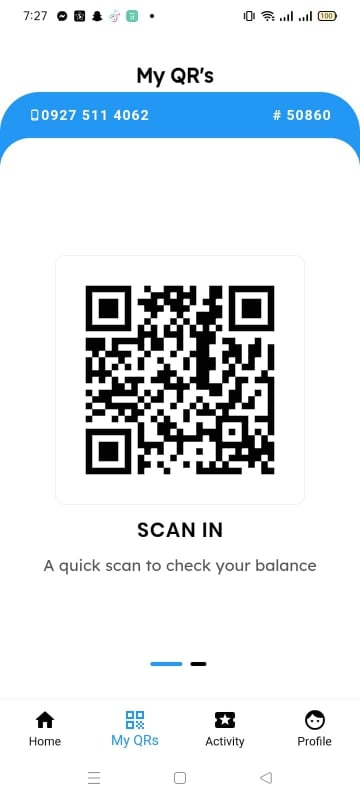 7:27
100
My QR's
0927 511 4062
# 50860
SCAN IN
A quick scan to check your balance
Home
My QRs
Activity
Profile